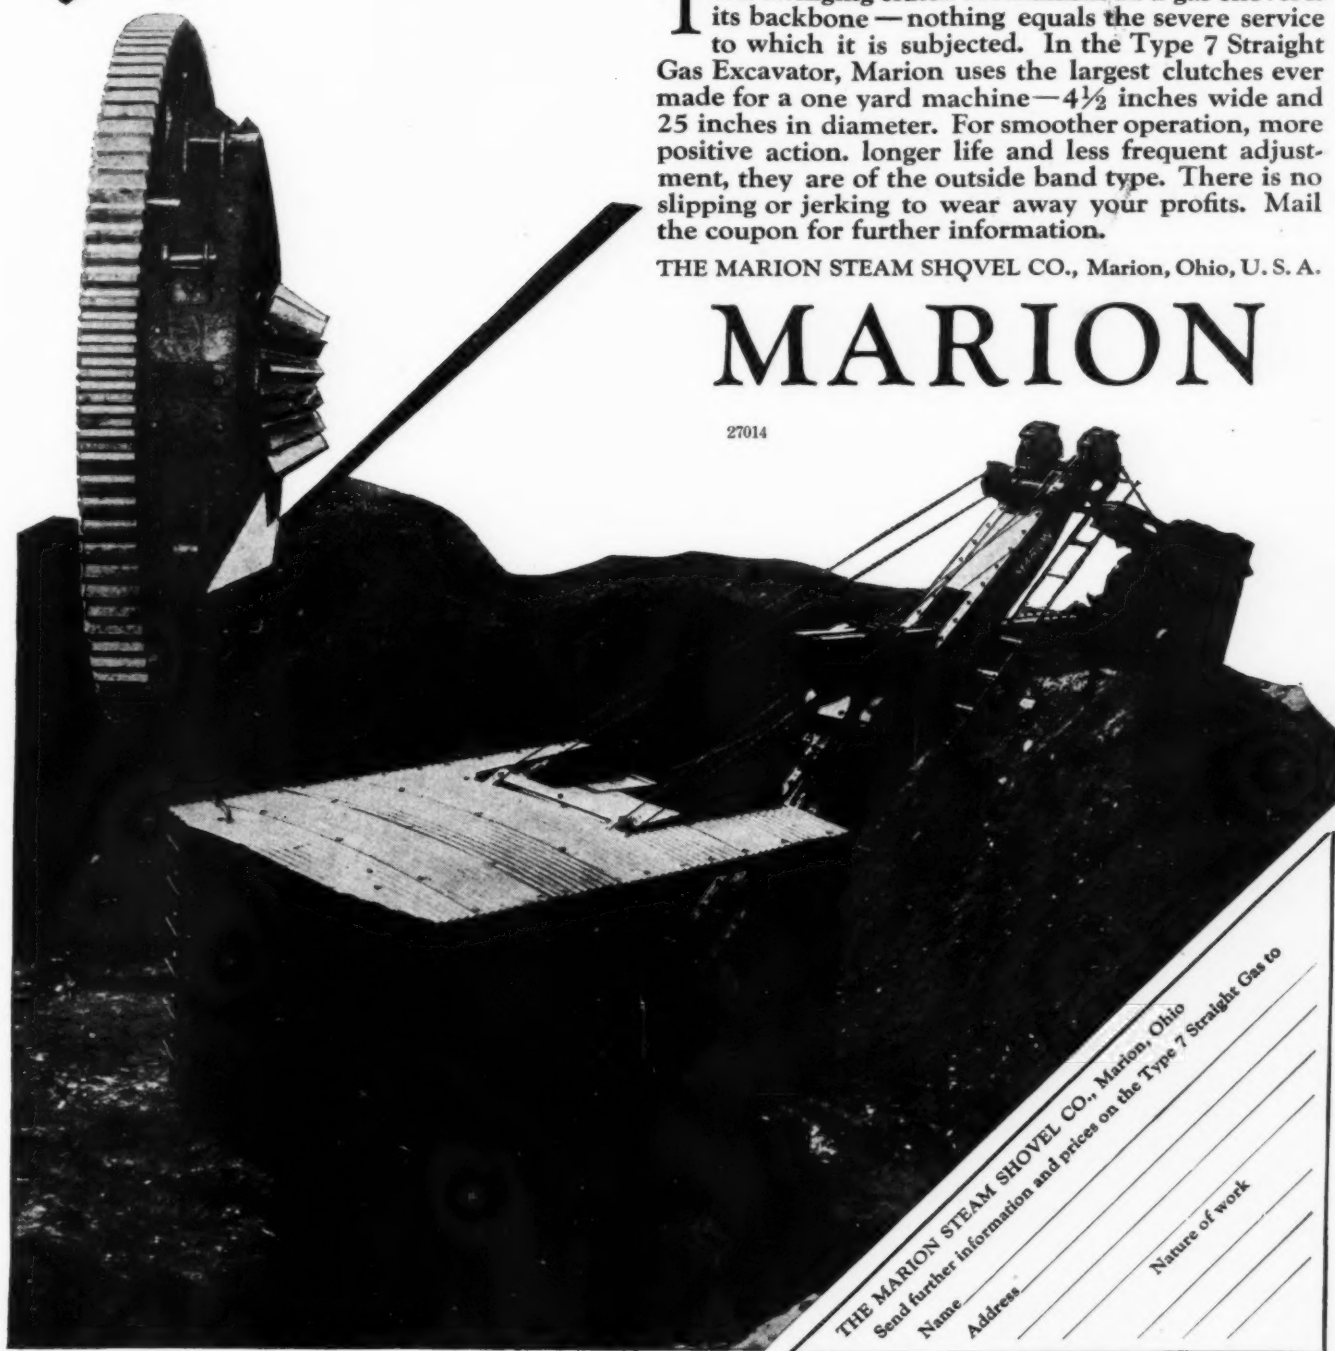 its backbone — nothing equals the severe service
to which it is subjected. In the Type 7 Straight
Gas Excavator, Marion uses the largest clutches ever
made for a one yard machine—4½ inches wide and
25 inches in diameter. For smoother operation, more
positive action. longer life and less frequent adjust-
ment, they are of the outside band type. There is no
slipping or jerking to wear away your profits. Mail
the coupon for further information.
THE MARION STEAM SHOVEL CO., Marion, Ohio, U. S. A.
MARION
27014
MARION
THE MARION STEAM SHOVEL CO., Marion, Ohio
Send further information and prices on the Type 7 Straight Gas to
Name
Address
Nature of work